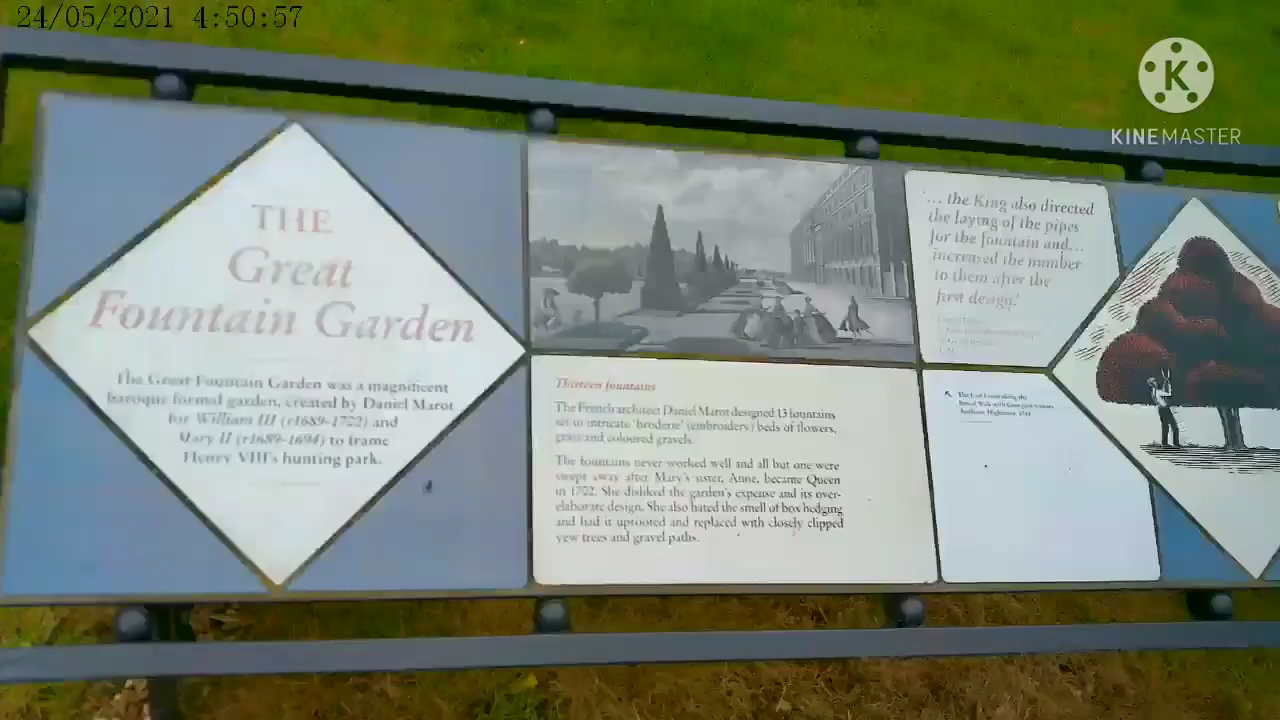 24/05/2021 4:50:57
K
KINEMASTER
THE
Great
Fountain Garden
The Great Fountain Garden was a magnificent
baroque formal garden, created by Daniel Marot
for William III (r1689-1702) and
Mary II (r1689-1694) to frame
Henry VIII's hunting park.
Thirteen fountains
The French architect Daniel Marot designed 13 fountains
set in intricate 'broderie' (embroidery) beds of flowers,
grass and coloured gravels.
The fountains never worked well and all but one were
swept away after Mary's sister, Anne, became Queen
in 1702. She disliked the garden's expense and its over-
elaborate design. She also hated the smell of box hedging
and had it uprooted and replaced with closely clipped
yew trees and gravel paths.
'… the King also directed
the laying of the pipes
for the fountain and…
increased the number
to them after the
first design.'
Broad Walk with
Anthony Highmore,